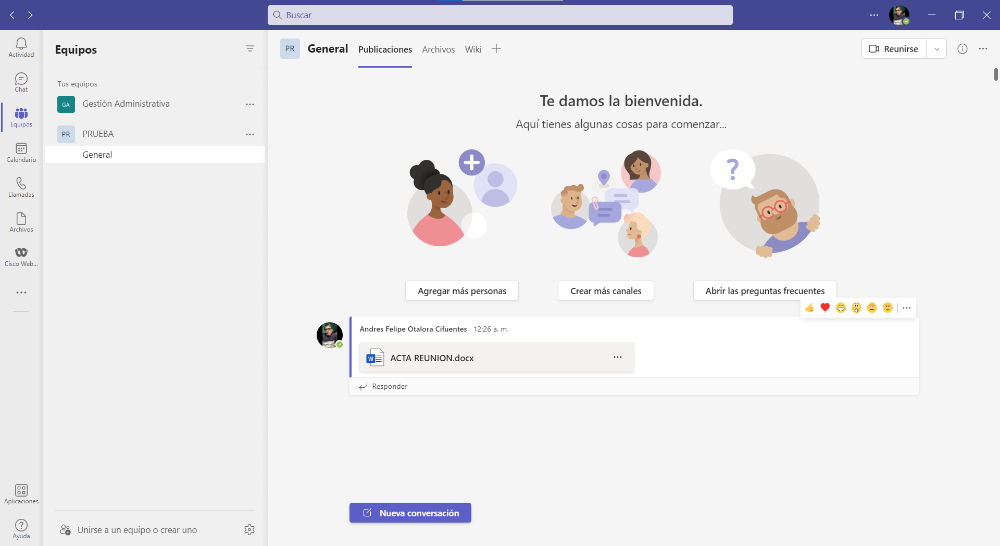 Buscar
Actividad
Chat
Equipos
Calendario
Llamadas
Archivos
Cisco Web...
Aplicaciones
Ayuda
Equipos
Tus equipos
GA Gestión Administrativa
PR PRUEBA
General
Unirse a un equipo o crear uno
PR General Publicaciones Archivos Wiki
Reunirse
Te damos la bienvenida.
Aquí tienes algunas cosas para comenzar...
?
Agregar más personas
Crear más canales
Abrir las preguntas frecuentes
Andres Felipe Otalora Cifuentes 12:26 a. m.
W ACTA REUNION.docx
Responder
Nueva conversación